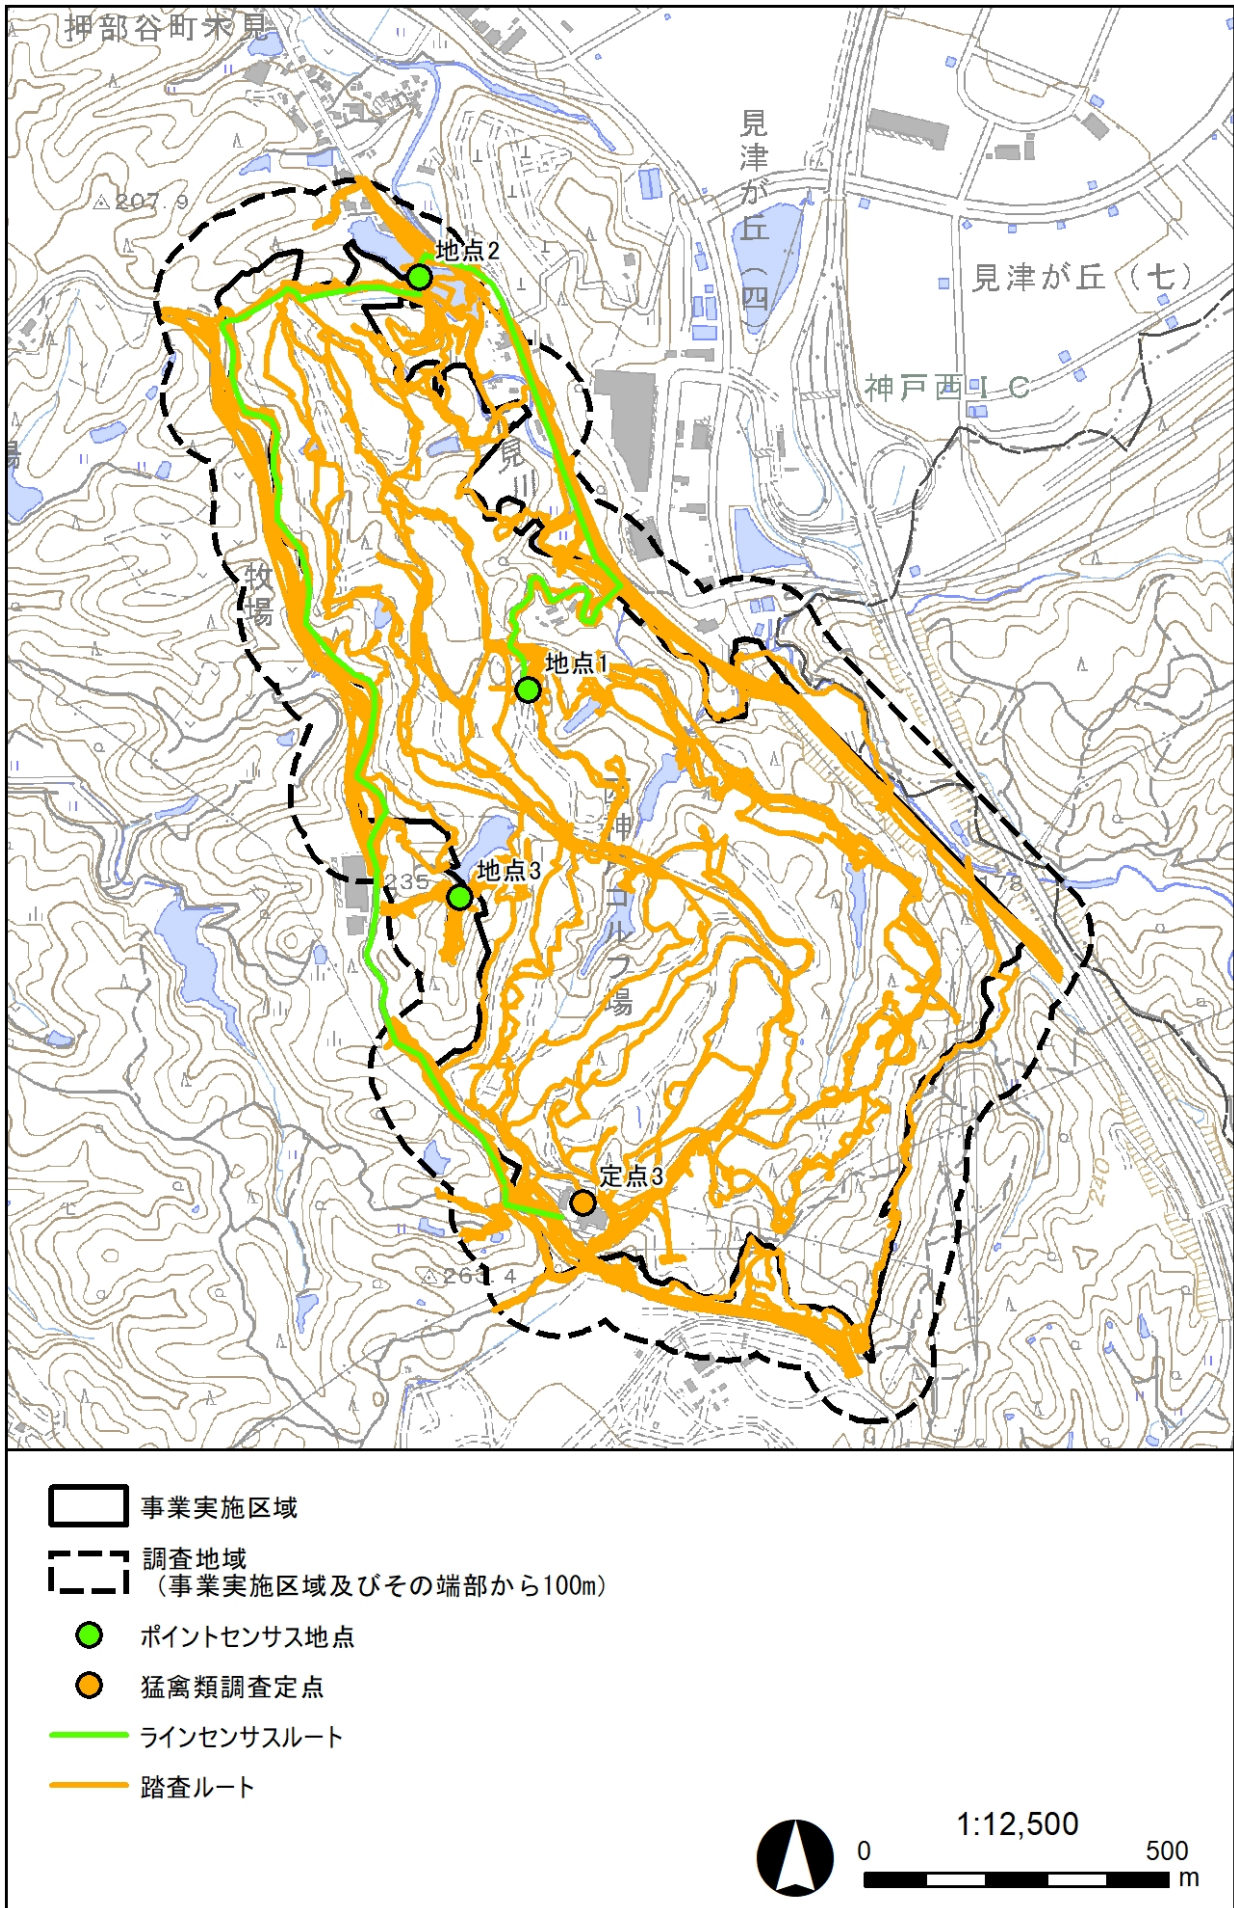 押部谷町木見
207.9
見津が丘（四）
見津が丘（七）
神戸西ＩＣ
地点2
見川
牧場
地点1
西神戸ゴルフ場
地点3
235
178
定点3
240
263.4
事業実施区域
調査地域
（事業実施区域及びその端部から100m）
ポイントセンサス地点
猛禽類調査定点
ラインセンサスルート
踏査ルート
1:12,500
0 500
m